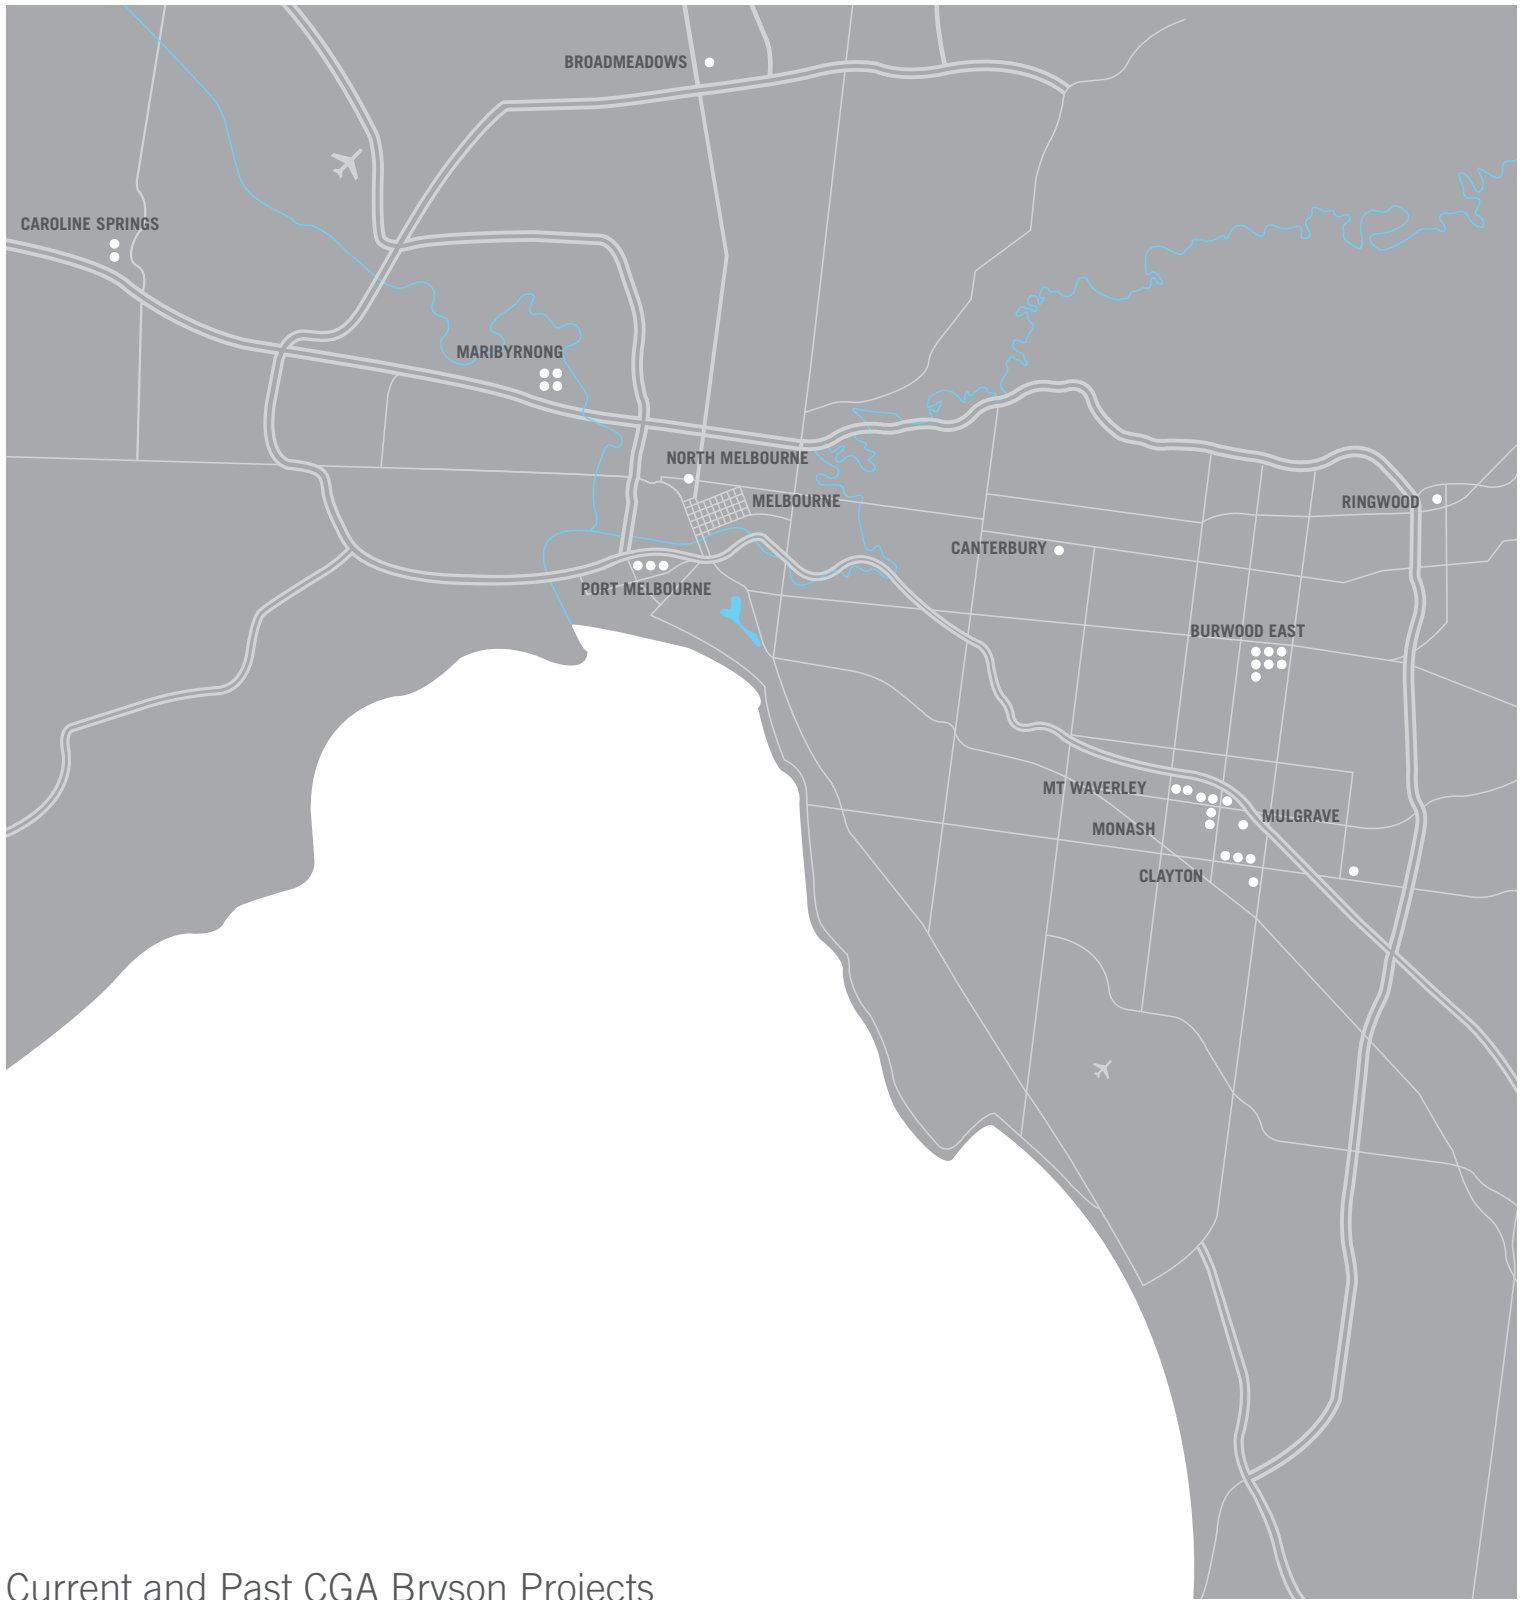 BROADMEADOWS
CAROLINE SPRINGS
MARIBYRNONG
NORTH MELBOURNE
MELBOURNE
RINGWOOD
CANTERBURY
PORT MELBOURNE
BURWOOD EAST
MT WAVERLEY
MULGRAVE
MONASH
CLAYTON
Current and Past CGA Bryson Projects